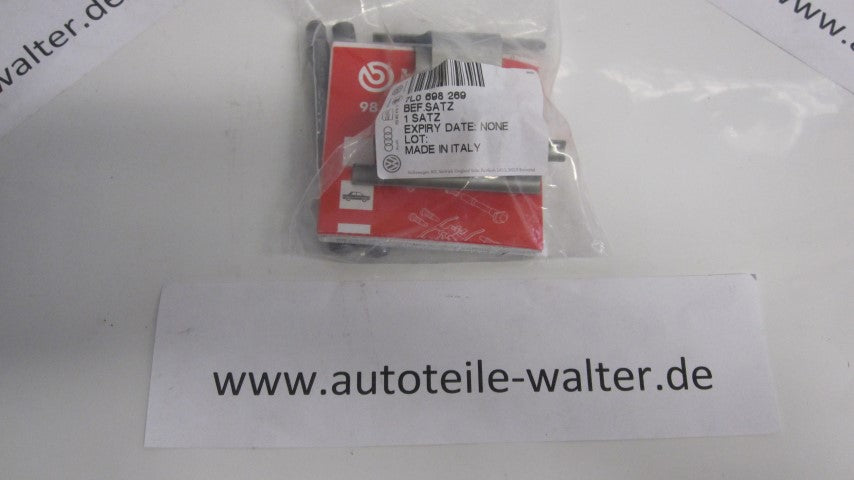 -walter.de
www
98.
7L0 698 269
BEF.SATZ
1 SATZ
EXPIRY DATE: NONE
LOT:
MADE IN ITALY
www.autoteile-walter.de